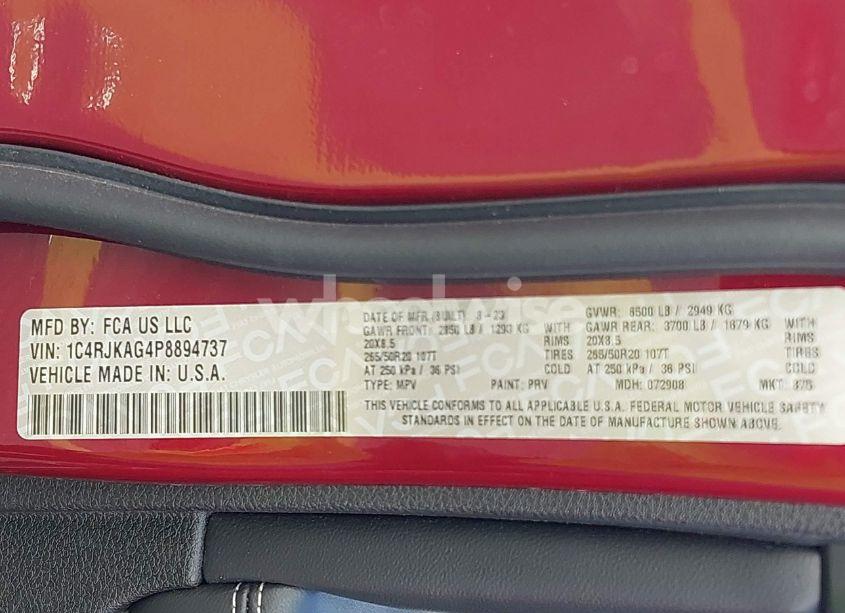 MFD BY: FCA US LLC
VIN: 1C4RJKAG4P8894737
VEHICLE MADE IN: U.S.A.
DATE OF MFR (BUILT) 8-23
GVWR: 6500 LB / 2949 KG
GAWR FRONT: 2850 LB / 1293 KG WITH
GAWR REAR: 3700 LB / 1679 KG WITH
20X8.5 RIMS
20X8.5 RIMS
265/50R20 107T TIRES
265/50R20 107T TIRES
AT 250 kPa / 36 PSI COLD
AT 250 kPa / 36 PSI COLD
TYPE: MPV PAINT: PRV MDH: 072908 MKT:
THIS VEHICLE CONFORMS TO ALL APPLICABLE U.S.A. FEDERAL MOTOR VEHICLE SAFETY
STANDARDS IN EFFECT ON THE DATE OF MANUFACTURE SHOWN ABOVE.